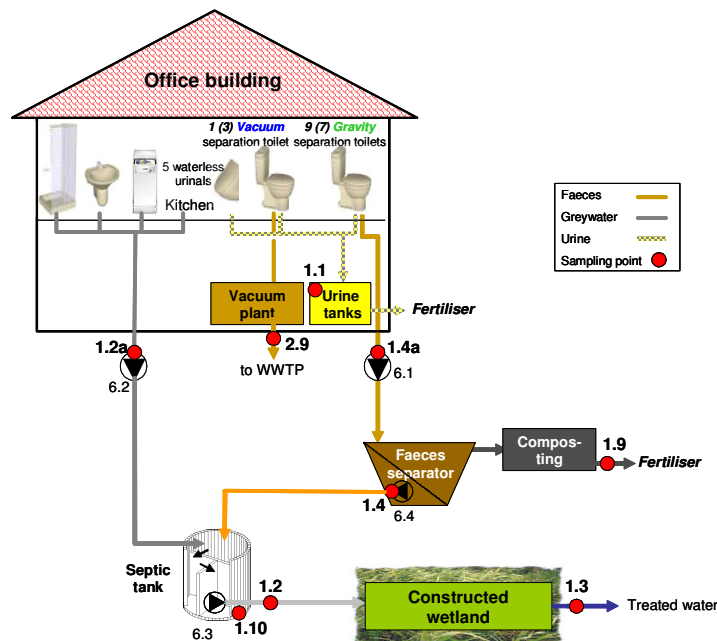 Office building
1 (3) Vacuum
separation toilet
9 (7) Gravity
separation toilets
5 waterless
urinals
Kitchen
Faeces
Greywater
Urine
Sampling point
1.1
Vacuum
plant
Urine
tanks
Fertiliser
1.2a
6.2
2.9
to WWTP
1.4a
6.1
Faeces
separator
Compos-
ting
1.9
Fertiliser
1.4
6.4
Septic
tank
1.2
6.3
1.10
Constructed
wetland
1.3
Treated water